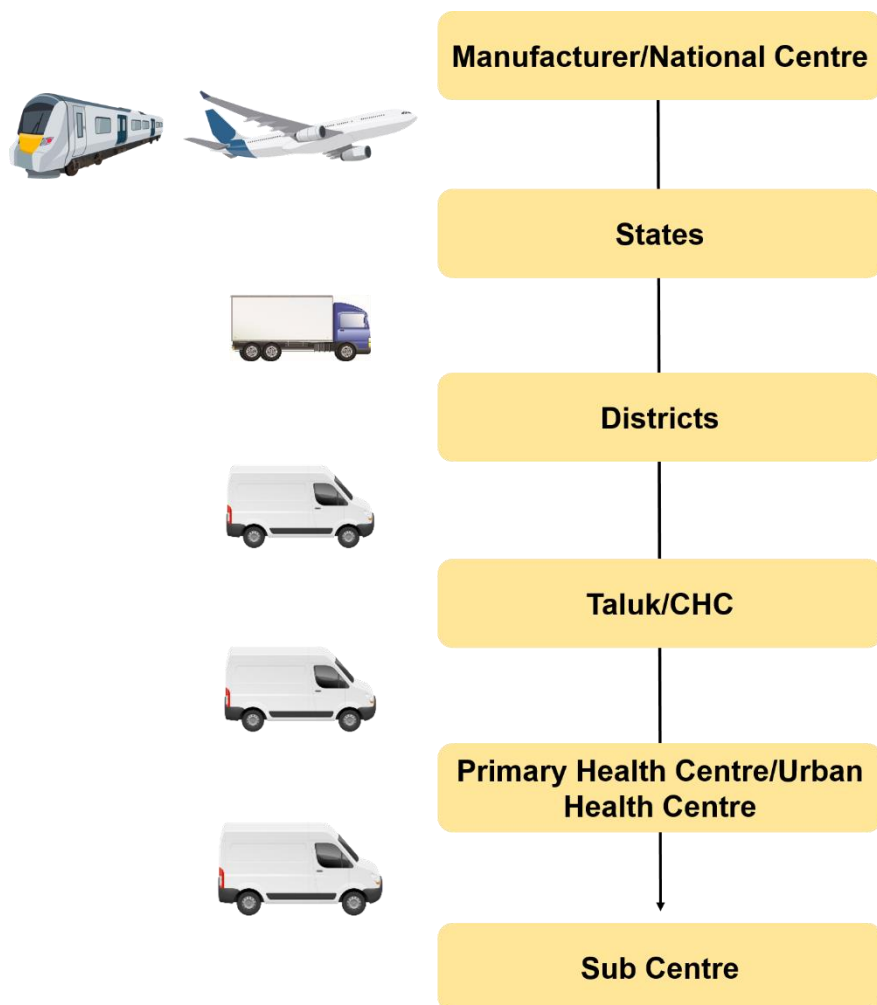 Manufacturer/National Centre
States
Districts
Taluk/CHC
Primary Health Centre/Urban
Health Centre
Sub Centre